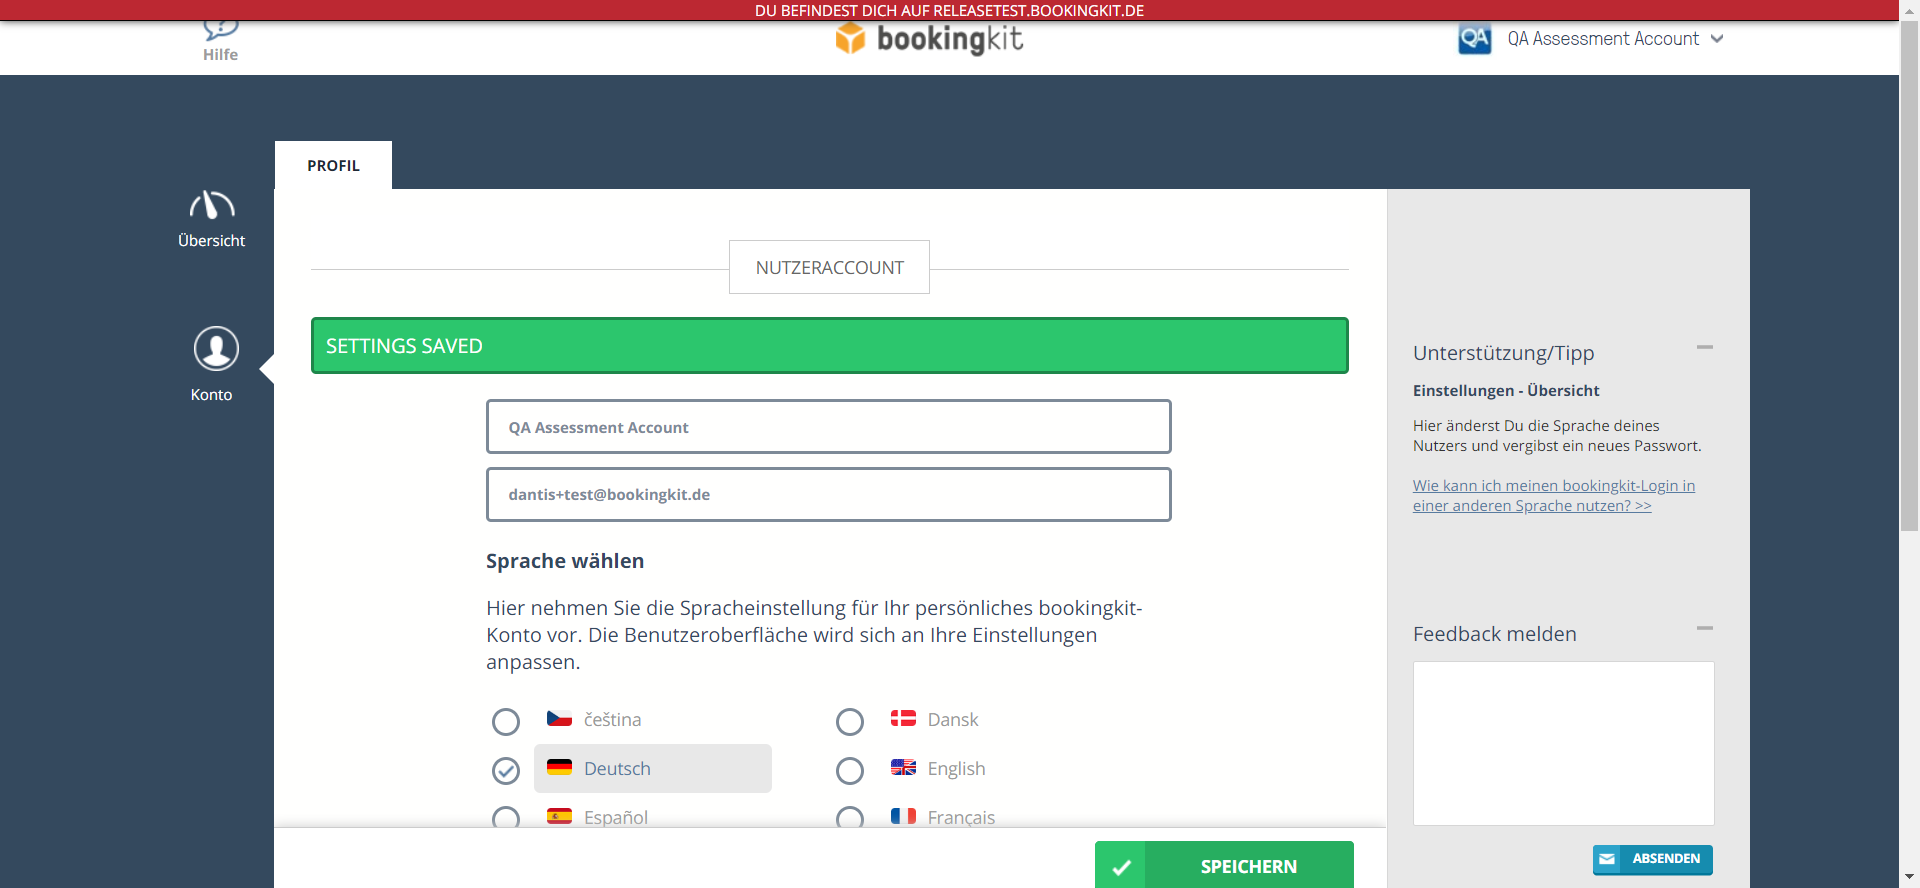 DU BEFINDEST DICH AUF RELEASETEST.BOOKINGKIT.DE
Hilfe
bookingkit
QA
QA Assessment Account
PROFIL
Übersicht
Konto
NUTZERACCOUNT
SETTINGS SAVED
QA Assessment Account
dantis+test@bookingkit.de
Sprache wählen
Hier nehmen Sie die Spracheinstellung für Ihr persönliches bookingkit-
Konto vor. Die Benutzeroberfläche wird sich an Ihre Einstellungen
anpassen.
čeština
Dansk
Deutsch
English
Español
Français
SPEICHERN
Unterstützung/Tipp
Einstellungen - Übersicht
Hier änderst Du die Sprache deines
Nutzers und vergibst ein neues Passwort.
Wie kann ich meinen bookingkit-Login in
einer anderen Sprache nutzen? >>
Feedback melden
ABSENDEN